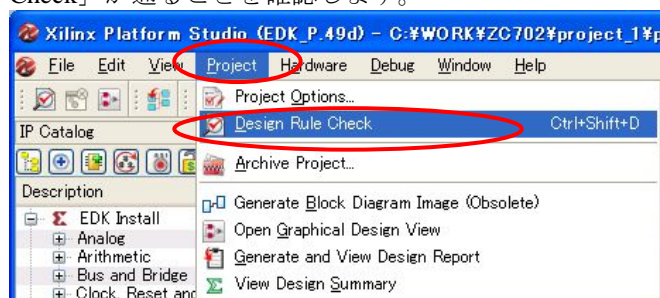 Check」が通ることを確認します。
Xilinx Platform Studio (EDK_P.49d) - C:¥WORK¥ZC702¥project_1¥p
File Edit View Project Hardware Debug Window Help
Project Options...
IP Catalog
Design Rule Check Ctrl+Shift+D
Archive Project...
Description
Generate Block Diagram Image (Obsolete)
EDK Install
Open Graphical Design View
Analog
Arithmetic
Generate and View Design Report
Bus and Bridge
View Design Summary
Clock, Reset and